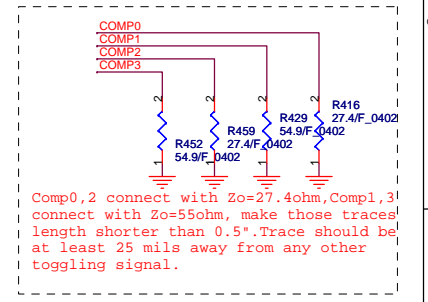 COMP0
COMP1
COMP2
COMP3
2
2
2
2
R416
27.4/F_0402
R429
54.9/F_0402
R459
27.4/F_0402
R452
54.9/F_0402
1
1
1
1
Comp0,2 connect with Zo=27.4ohm,Comp1,3
connect with Zo=55ohm, make those traces
length shorter than 0.5".Trace should be
at least 25 mils away from any other
toggling signal.